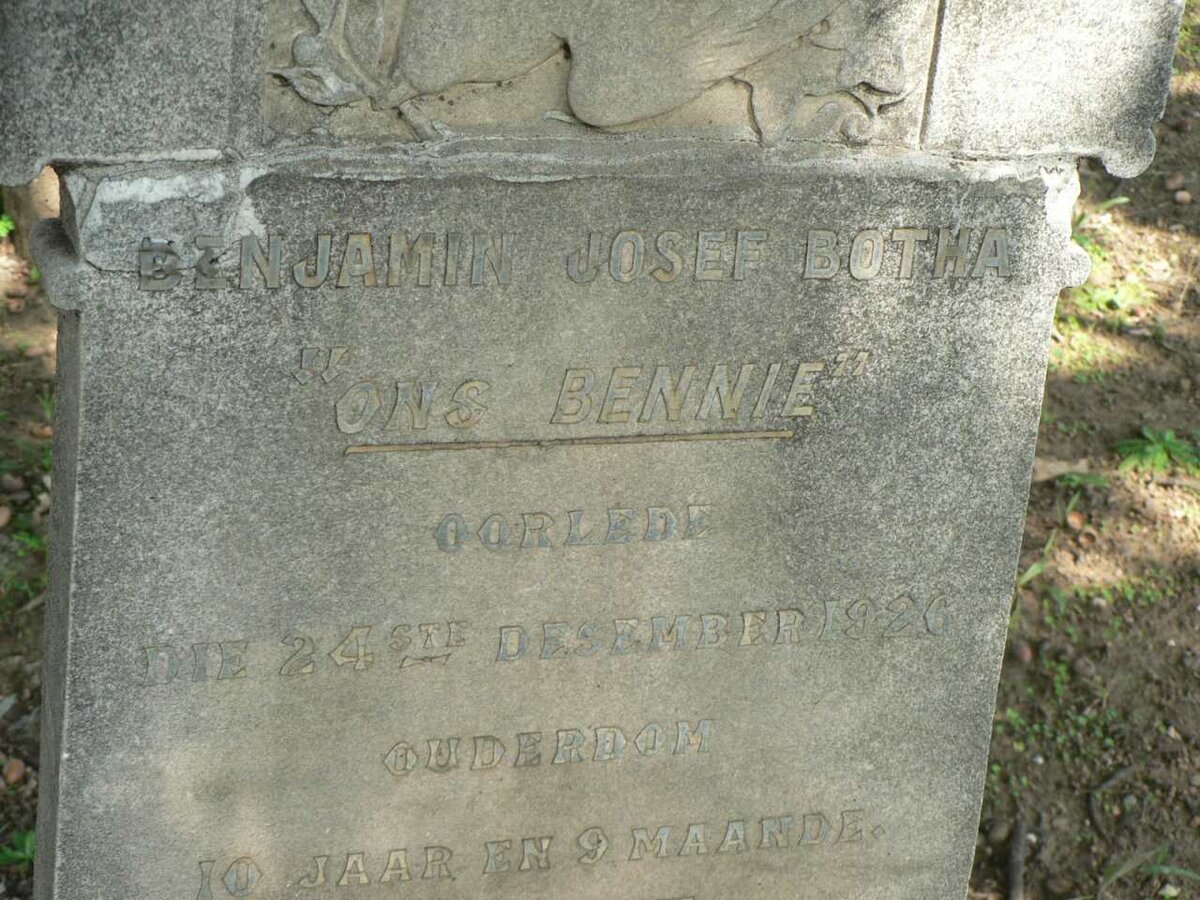 BENJAMIN JOSEF BOTHA
"ONS BENNIE"
OORLEDE
DIE 24STE DESEMBER 1926
OUDERDOM
10 JAAR EN 9 MAANDE.